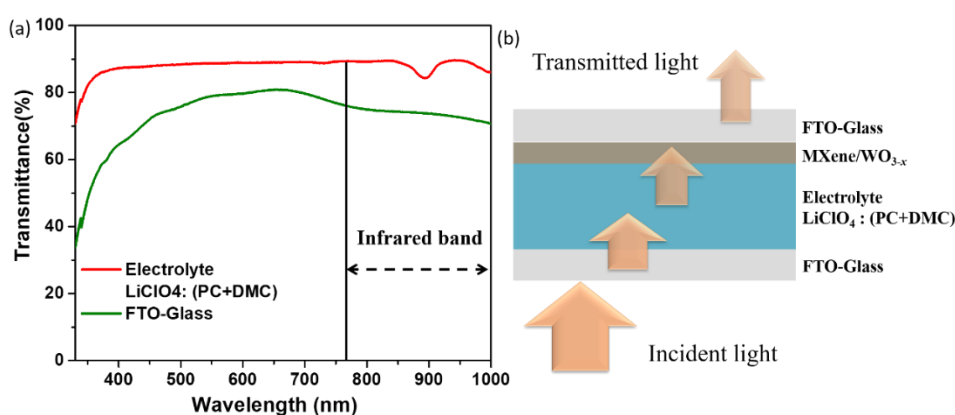 (a)
100
80
60
40
20
0
Transmittance(%)
Infrared band
Electrolyte
LiClO4: (PC+DMC)
FTO-Glass
400 500 600 700 800 900 1000
Wavelength (nm)
(b)
Transmitted light
FTO-Glass
MXene/WO₃₋ₓ
Electrolyte
LiClO₄ : (PC+DMC)
FTO-Glass
Incident light